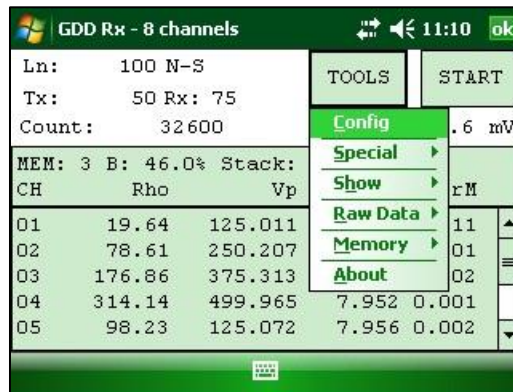 GDD Rx - 8 channels 11:10 ok
Ln: 100 N-S
Tx: 50 Rx: 75
Count: 32600
TOOLS START
Config
Special
Show
Raw Data
Memory
About
.6 mV
MEM: 3 B: 46.0% Stack:
CH Rho Vp rM
01 19.64 125.011 11
02 78.61 250.207 01
03 176.86 375.313 02
04 314.14 499.965 7.952 0.001
05 98.23 125.072 7.956 0.002